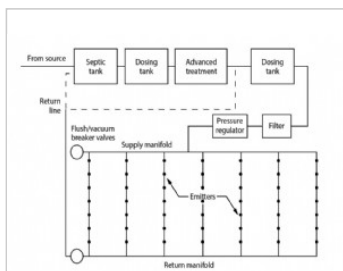 From source
Septic
tank
Dosing
tank
Advanced
treatment
Dosing
tank
Return
line
Flush/vacuum
breaker valves
Pressure
regulator
Filter
Supply manifold
Emitters
Return manifold